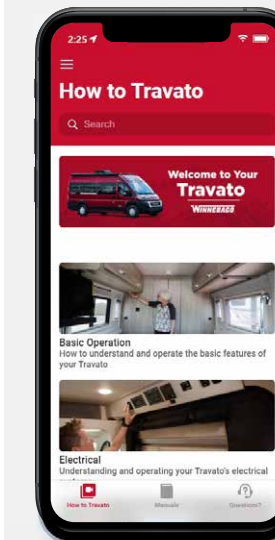 2:25
How to Travato
Search
Welcome to Your
Travato
WINNEBAGO
Basic Operation
How to understand and operate the basic features of
your Travato
Electrical
Understanding and operating your Travato's electrical
How to Travato
Manuals
Questions?